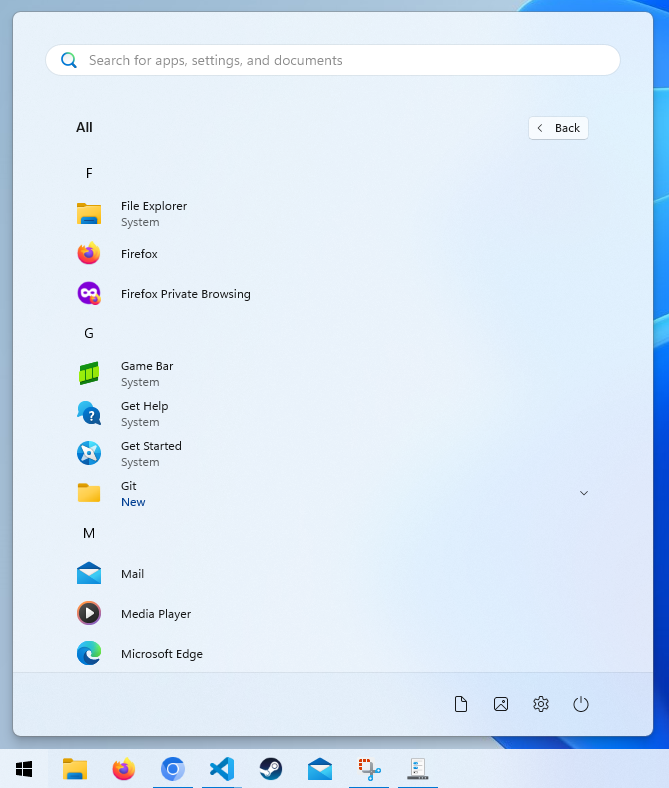 Search for apps, settings, and documents
All
Back
F
File Explorer
System
Firefox
Firefox Private Browsing
G
Game Bar
System
Get Help
System
Get Started
System
Git
New
M
Mail
Media Player
Microsoft Edge